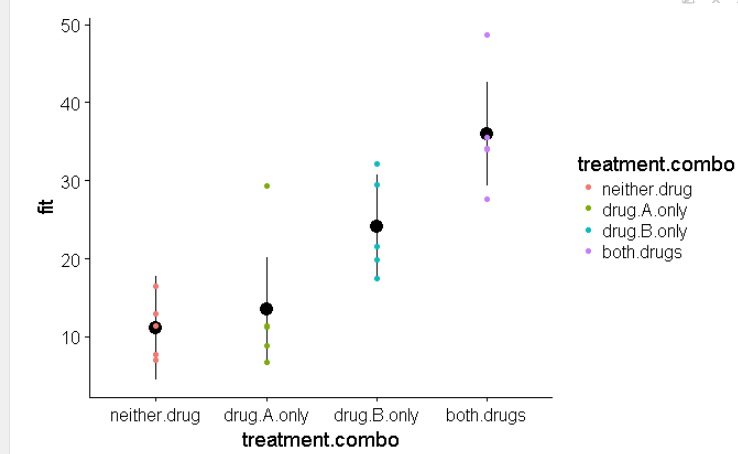 50
40
30
20
10
fit
neither.drug drug.A.only drug.B.only both.drugs
treatment.combo
treatment.combo
neither.drug
drug.A.only
drug.B.only
both.drugs